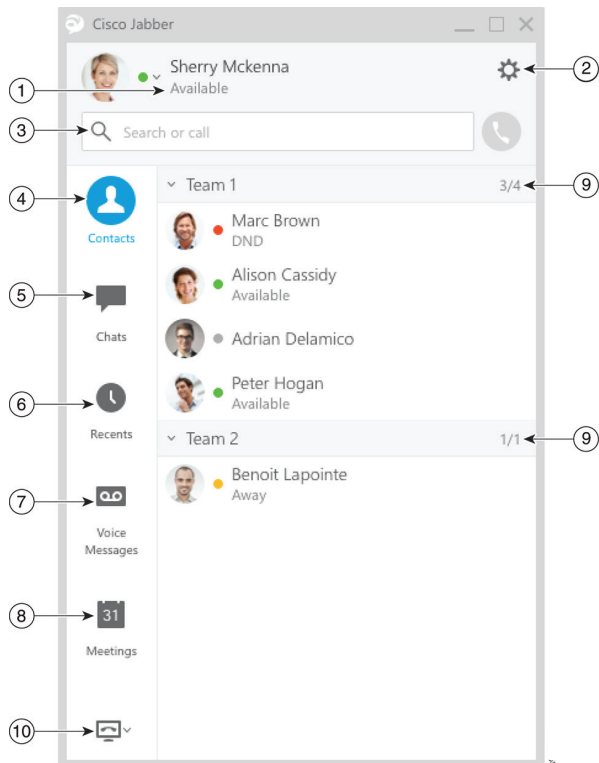 Cisco Jabber
Sherry Mckenna
2
1
Available
3
Search or call
4
Team 1
3/4
9
Marc Brown
DND
Contacts
5
Alison Cassidy
Available
Chats
Adrian Delamico
6
Peter Hogan
Available
Recents
Team 2
1/1
9
Benoit Lapointe
Away
7
Voice
Messages
8
31
Meetings
10